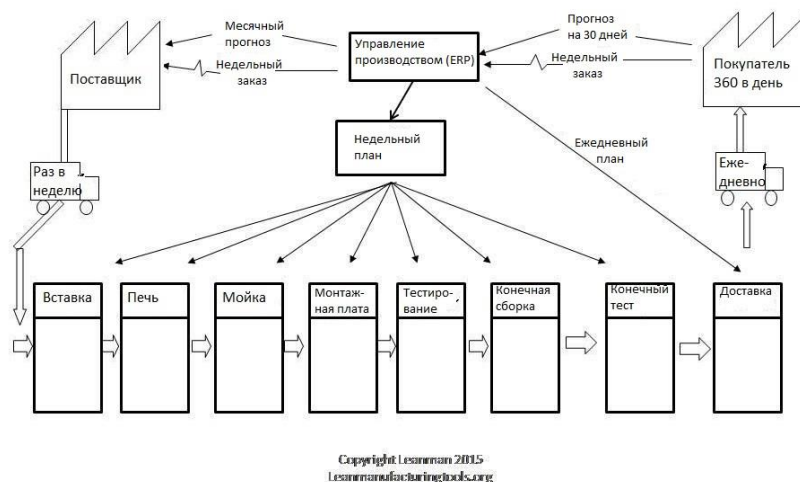 Месячный
прогноз
Недельный
заказ
Поставщик
Управление
производством (ERP)
Прогноз
на 30 дней
Недельный
заказ
Покупатель
360 в день
Недельный
план
Ежедневный
план
Раз в
неделю
Еже-
дневно
Вставка
Печь
Мойка
Монтаж-
ная плата
Тестиро-
вание
Конечная
сборка
Конечный
тест
Доставка
Copyright Leanman 2015
Leanmanufacturingtools.org